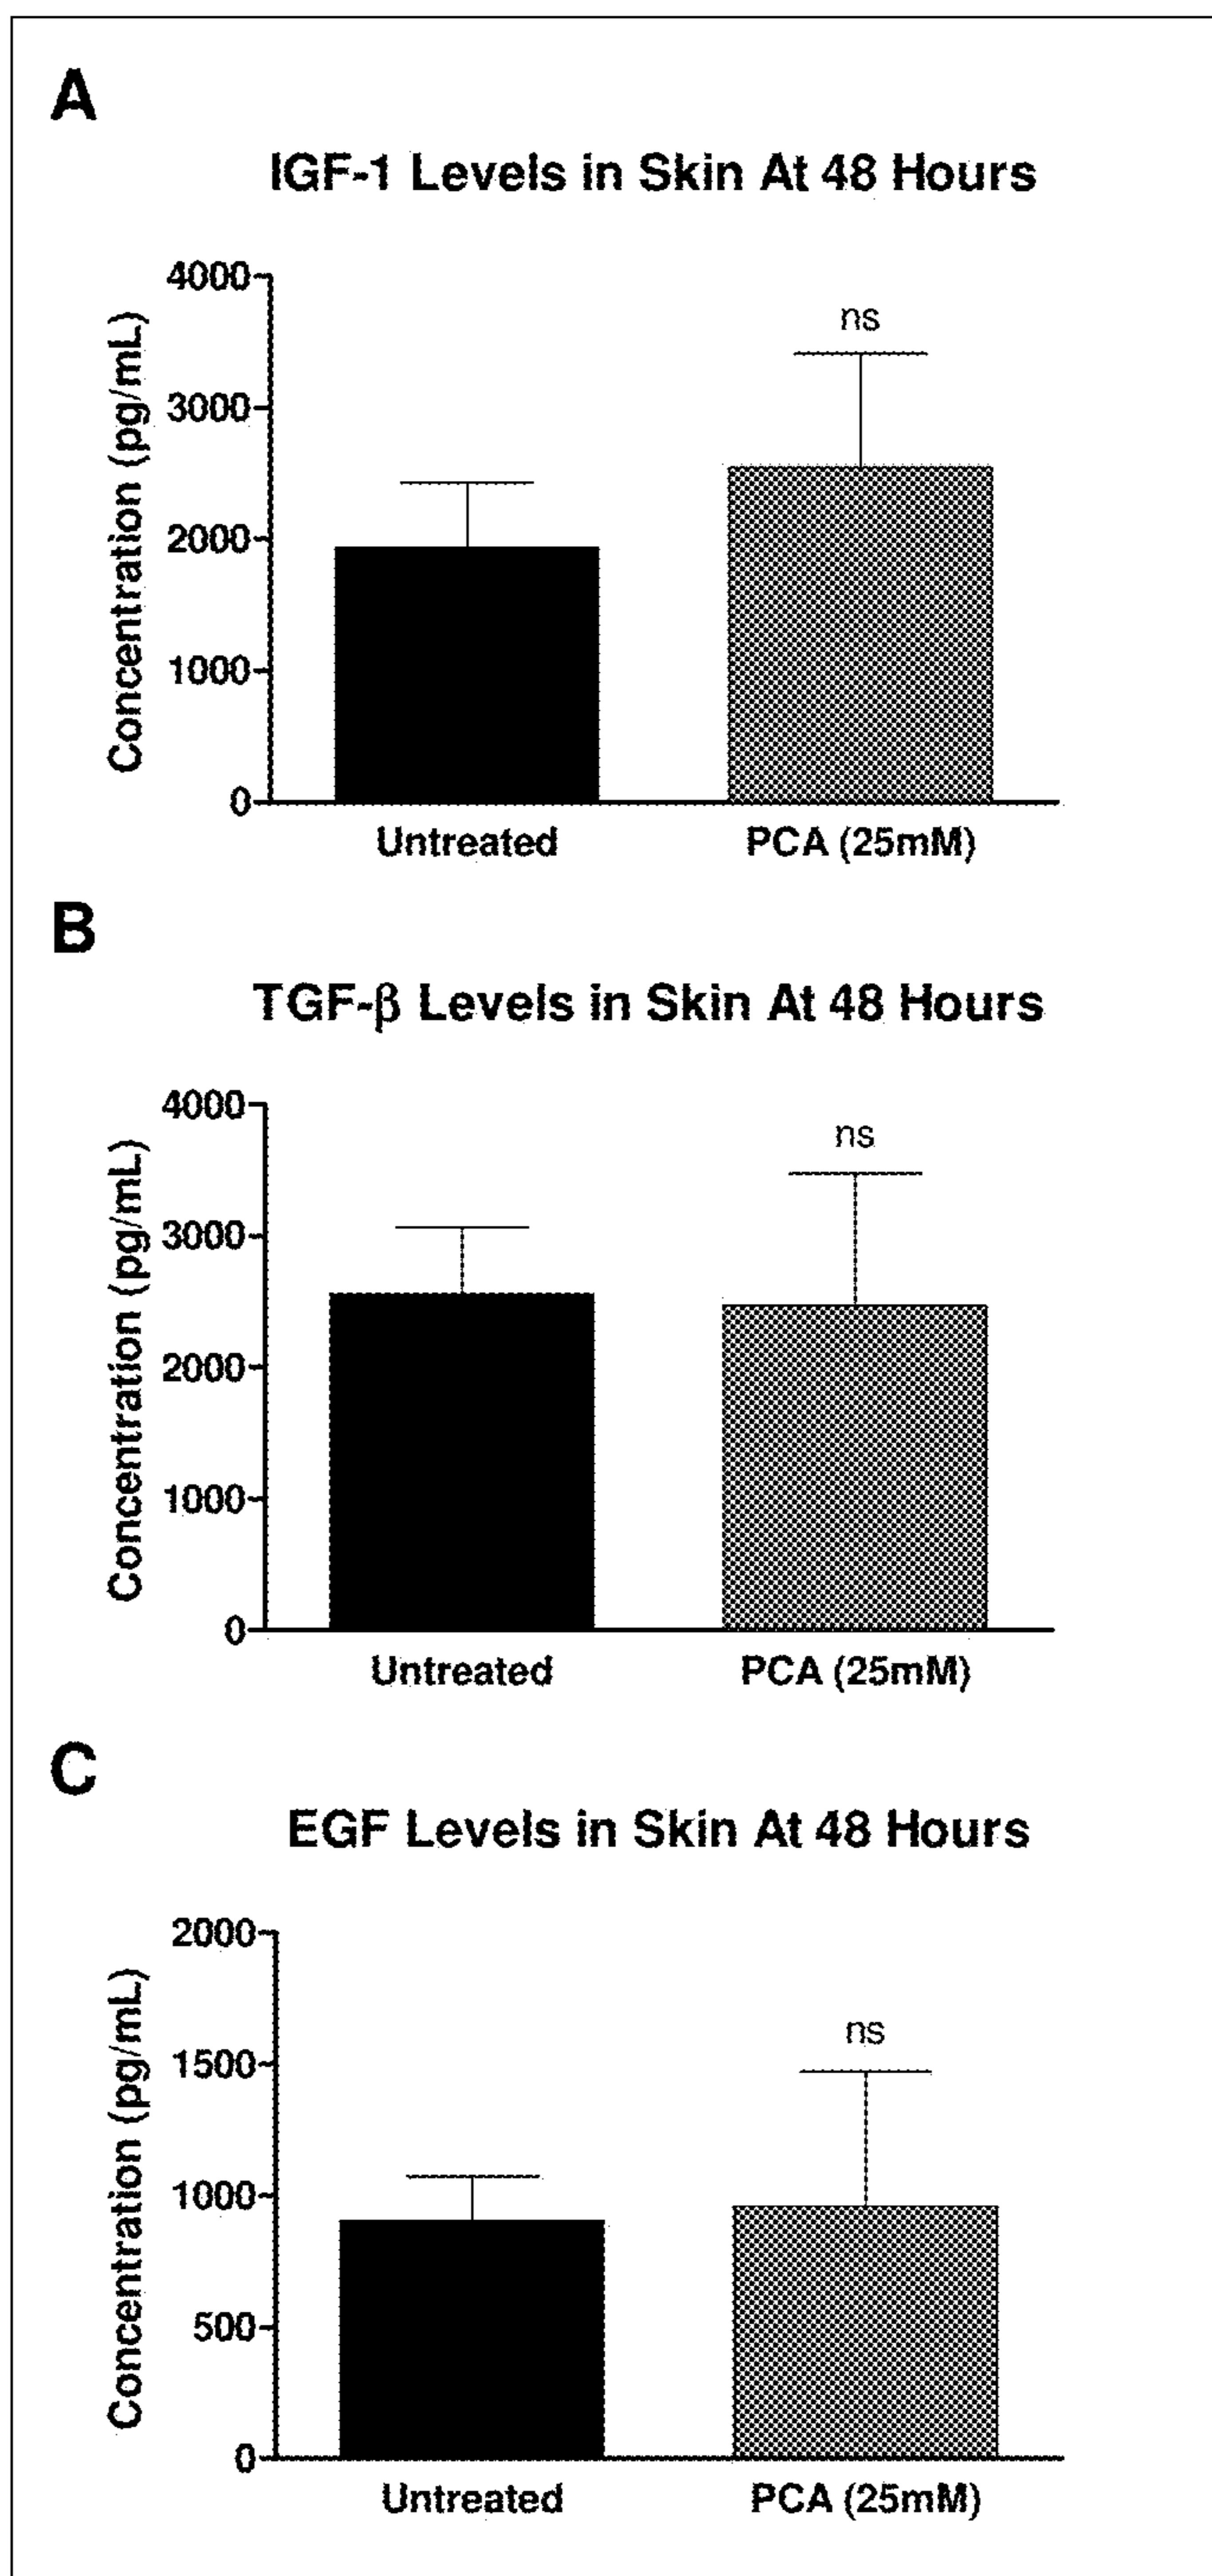 A
IGF-1 Levels in Skin At 48 Hours
4000
3000
2000
1000
0
Concentration (pg/mL)
ns
Untreated
PCA (25mM)
B
TGF-β Levels in Skin At 48 Hours
4000
3000
2000
1000
0
Concentration (pg/mL)
ns
Untreated
PCA (25mM)
C
EGF Levels in Skin At 48 Hours
2000
1500
1000
500
0
Concentration (pg/mL)
ns
Untreated
PCA (25mM)